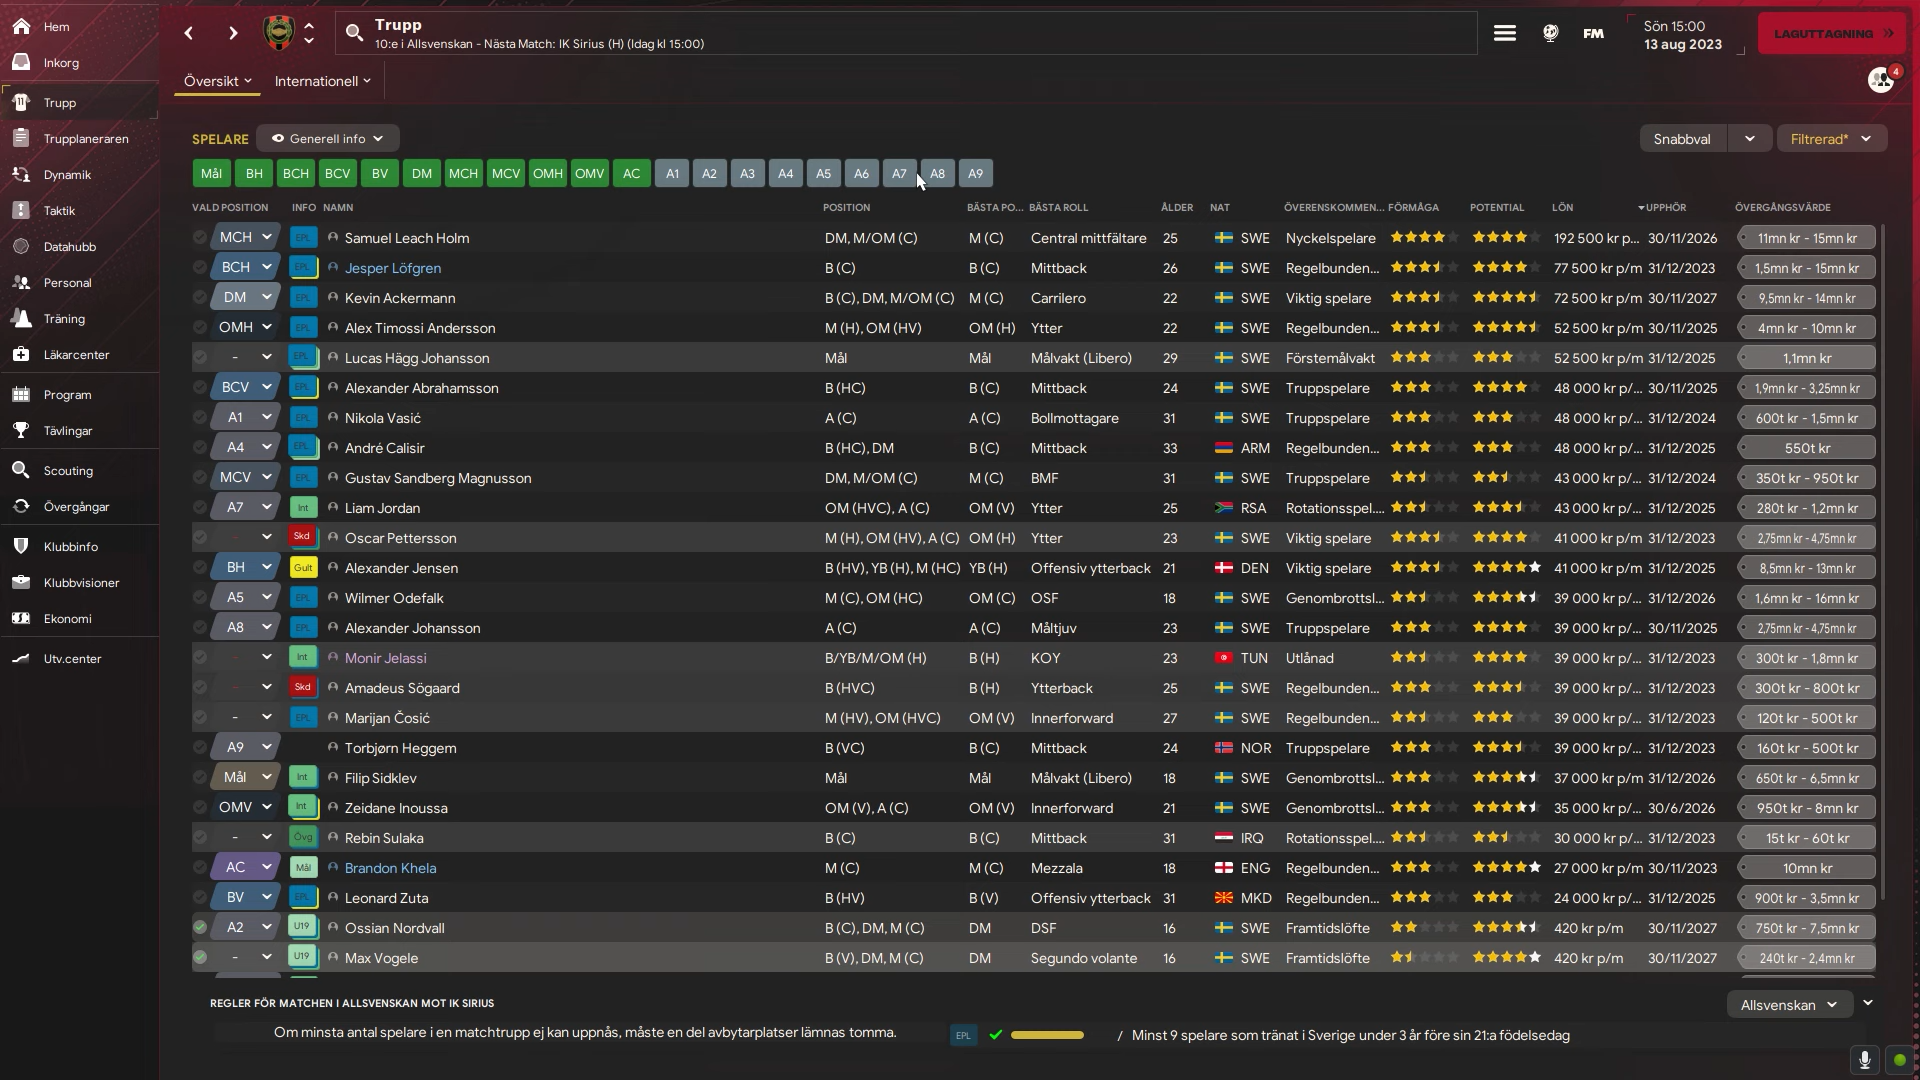 Hem
Inkorg
Trupp
Trupplaneraren
Dynamik
Taktik
Datahubb
Personal
Träning
Läkarcenter
Program
Tävlingar
Scouting
Övergångar
Klubbinfo
Klubbvisioner
Ekonomi
Utv.center
Trupp
10:e i Allsvenskan - Nästa Match: IK Sirius (H) (Idag kl 15:00)
FM
Sön 15:00
13 aug 2023
LAGUTTAGNING
4
Översikt Internationell
SPELARE Generell info Snabbval Filtrerad*
Mål BH BCH BCV BV DM MCH MCV OMH OMV AC A1 A2 A3 A4 A5 A6 A7 A8 A9
VALD POSITION INFO NAMN POSITION BÄSTA PO... BÄSTA ROLL ÅLDER NAT ÖVERENSKOMMEN... FÖRMÅGA POTENTIAL LÖN UPPHÖR ÖVERGÅNGSVÄRDE
MCH EPL Samuel Leach Holm DM, M/OM (C) M (C) Central mittfältare 25 SWE Nyckelspelare 192 500 kr p... 30/11/2026 11mn kr - 15mn kr
BCH EPL Jesper Löfgren B (C) B (C) Mittback 26 SWE Regelbunden... 77 500 kr p/m 31/12/2023 1,5mn kr - 15mn kr
DM EPL Kevin Ackermann B (C), DM, M/OM (C) M (C) Carrilero 22 SWE Viktig spelare 72 500 kr p/m 30/11/2027 9,5mn kr - 14mn kr
OMH EPL Alex Timossi Andersson M (H), OM (HV) OM (H) Ytter 22 SWE Regelbunden... 52 500 kr p/m 30/11/2025 4mn kr - 10mn kr
- EPL Lucas Hägg Johansson Mål Mål Målvakt (Libero) 29 SWE Förstemålvakt 52 500 kr p/m 31/12/2025 1,1mn kr
BCV EPL Alexander Abrahamsson B (HC) B (C) Mittback 24 SWE Truppspelare 48 000 kr p/... 30/11/2025 1,9mn kr - 3,25mn kr
A1 EPL Nikola Vasić A (C) A (C) Bollmottagare 31 SWE Truppspelare 48 000 kr p/... 31/12/2024 600t kr - 1,5mn kr
A4 EPL André Calisir B (HC), DM B (C) Mittback 33 ARM Regelbunden... 48 000 kr p/... 31/12/2025 550t kr
MCV EPL Gustav Sandberg Magnusson DM, M/OM (C) M (C) BMF 31 SWE Truppspelare 43 000 kr p/... 31/12/2024 350t kr - 950t kr
A7 Int Liam Jordan OM (HVC), A (C) OM (V) Ytter 25 RSA Rotationsspel.... 43 000 kr p/... 31/12/2025 280t kr - 1,2mn kr
- Skd Oscar Pettersson M (H), OM (HV), A (C) OM (H) Ytter 23 SWE Viktig spelare 41 000 kr p/m 31/12/2023 2,75mn kr - 4,75mn kr
BH Gult Alexander Jensen B (HV), YB (H), M (HC) YB (H) Offensiv ytterback 21 DEN Viktig spelare 41 000 kr p/m 31/12/2025 8,5mn kr - 13mn kr
A5 EPL Wilmer Odefalk M (C), OM (HC) OM (C) OSF 18 SWE Genombrottsl... 39 000 kr p/... 31/12/2026 1,6mn kr - 16mn kr
A8 EPL Alexander Johansson A (C) A (C) Måltjuv 23 SWE Truppspelare 39 000 kr p/... 30/11/2025 2,75mn kr - 4,75mn kr
- Int Monir Jelassi B/YB/M/OM (H) B (H) KOY 23 TUN Utlånad 39 000 kr p/... 31/12/2023 300t kr - 1,8mn kr
- Skd Amadeus Sögaard B (HVC) B (H) Ytterback 25 SWE Regelbunden... 39 000 kr p/... 31/12/2023 300t kr - 800t kr
- EPL Marijan Čosić M (HV), OM (HVC) OM (V) Innerforward 27 SWE Regelbunden... 39 000 kr p/... 31/12/2023 120t kr - 500t kr
A9 Torbjørn Heggem B (VC) B (C) Mittback 24 NOR Truppspelare 39 000 kr p/... 31/12/2023 160t kr - 500t kr
Mål Int Filip Sidklev Mål Mål Målvakt (Libero) 18 SWE Genombrottsl... 37 000 kr p/m 31/12/2026 650t kr - 6,5mn kr
OMV Int Zeidane Inoussa OM (V), A (C) OM (V) Innerforward 21 SWE Genombrottsl... 35 000 kr p/... 30/6/2026 950t kr - 8mn kr
- Övg Rebin Sulaka B (C) B (C) Mittback 31 IRQ Rotationsspel.... 30 000 kr p/... 31/12/2023 15t kr - 60t kr
AC Mål Brandon Khela M (C) M (C) Mezzala 18 ENG Regelbunden... 27 000 kr p/m 30/11/2023 10mn kr
BV EPL Leonard Zuta B (HV) B (V) Offensiv ytterback 31 MKD Regelbunden... 24 000 kr p/... 31/12/2025 900t kr - 3,5mn kr
A2 U19 Ossian Nordvall B (C), DM, M (C) DM DSF 16 SWE Framtidslöfte 420 kr p/m 30/11/2027 750t kr - 7,5mn kr
- U19 Max Vogele B (V), DM, M (C) DM Segundo volante 16 SWE Framtidslöfte 420 kr p/m 30/11/2027 240t kr - 2,4mn kr
REGLER FÖR MATCHEN I ALLSVENSKAN MOT IK SIRIUS Allsvenskan
Om minsta antal spelare i en matchtrupp ej kan uppnås, måste en del avbytarplatser lämnas tomma. EPL / Minst 9 spelare som tränat i Sverige under 3 år före sin 21:a födelsedag